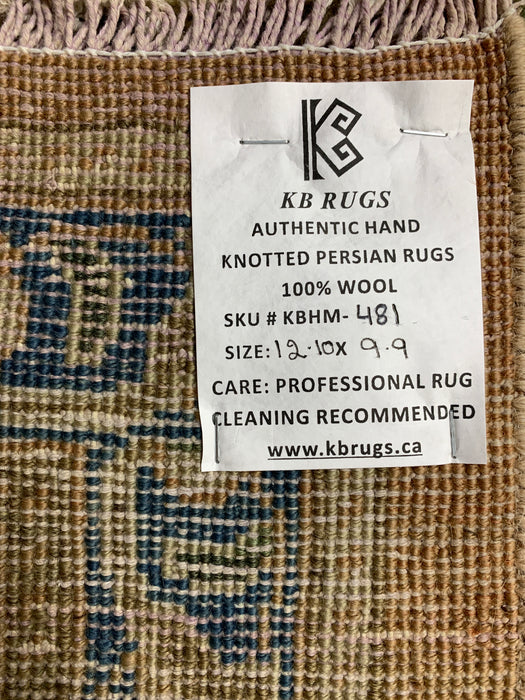 KB RUGS
AUTHENTIC HAND
KNOTTED PERSIAN RUGS
100% WOOL
SKU # KBHM- 481
SIZE: 12.10x 9.9
CARE: PROFESSIONAL RUG
CLEANING RECOMMENDED
www.kbrugs.ca